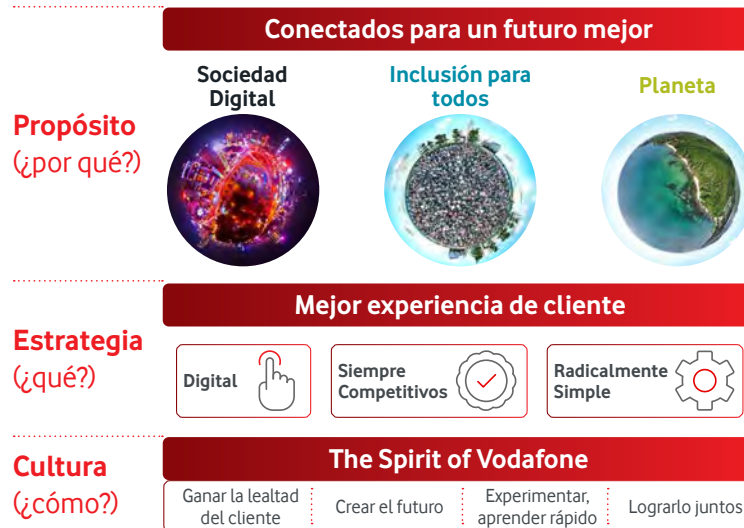 Conectados para un futuro mejor
Propósito
(¿por qué?)
Sociedad
Digital
Inclusión para
todos
Planeta
Mejor experiencia de cliente
Estrategia
(¿qué?)
Digital
Siempre
Competitivos
Radicalmente
Simple
The Spirit of Vodafone
Cultura
(¿cómo?)
Ganar la lealtad
del cliente
Crear el futuro
Experimentar,
aprender rápido
Lograrlo juntos